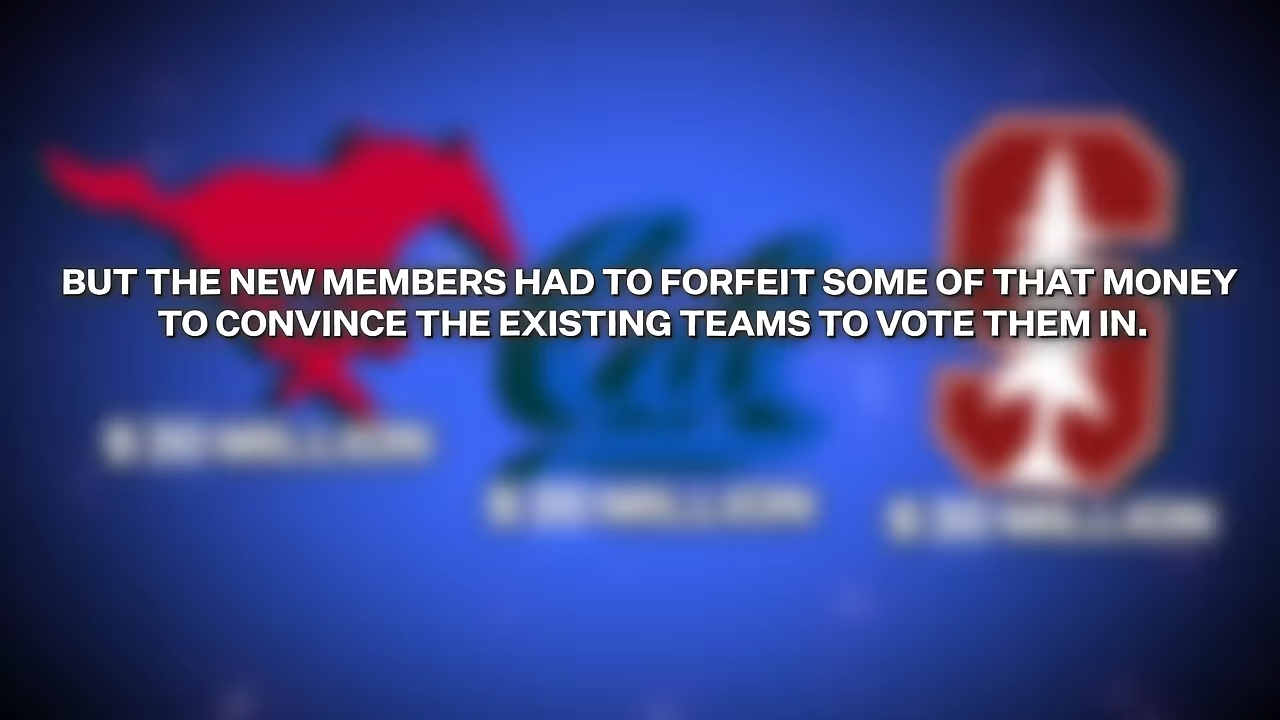 BUT THE NEW MEMBERS HAD TO FORFEIT SOME OF THAT MONEY
TO CONVINCE THE EXISTING TEAMS TO VOTE THEM IN.